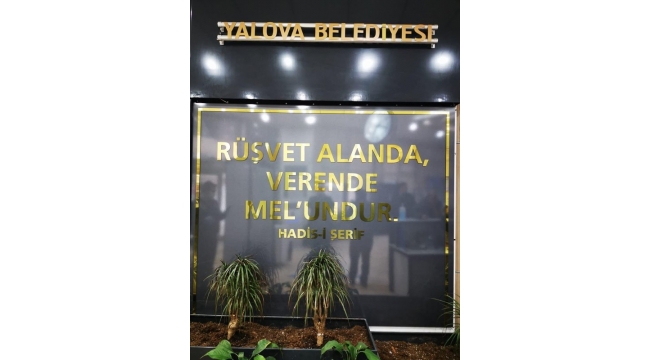 YALOVA BELEDİYESİ
RÜŞVET ALANDA,
VERENDE
MEL'UNDUR.
HADİS-İ ŞERİF